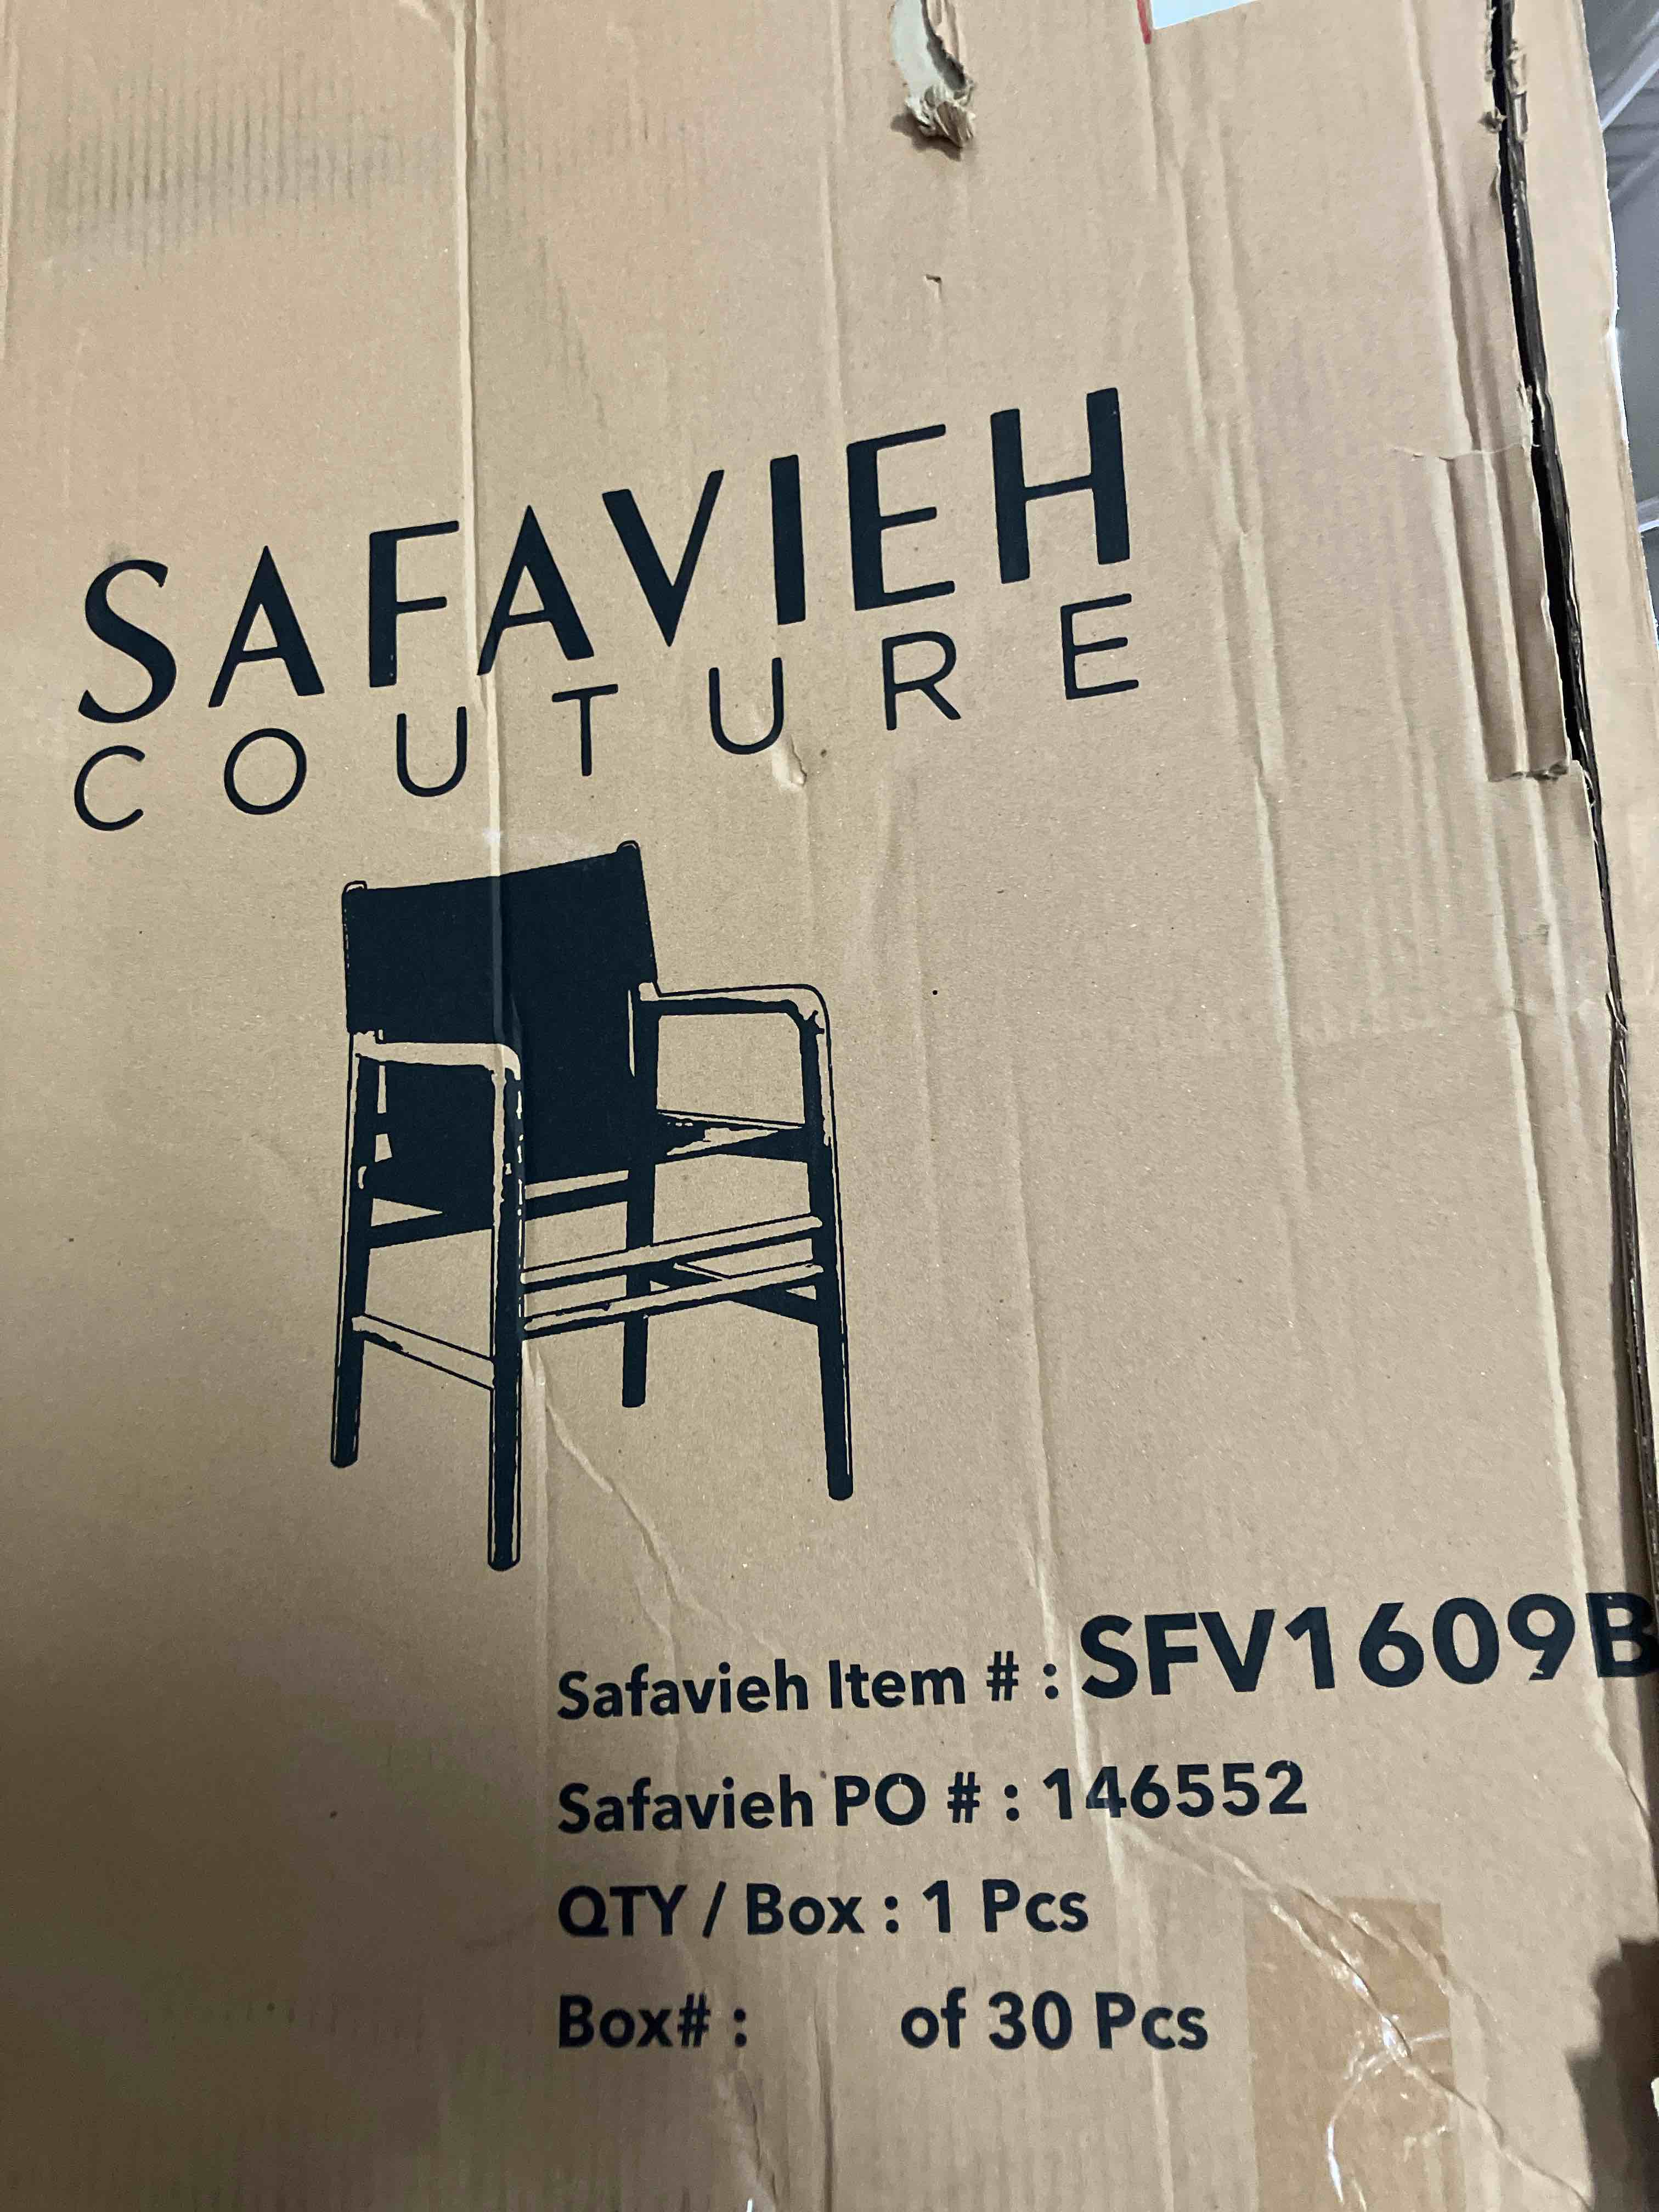 SAFAVIEH
COUTURE
Safavieh Item # : SFV1609B
Safavieh PO # : 146552
QTY / Box : 1 Pcs
Box# : of 30 Pcs